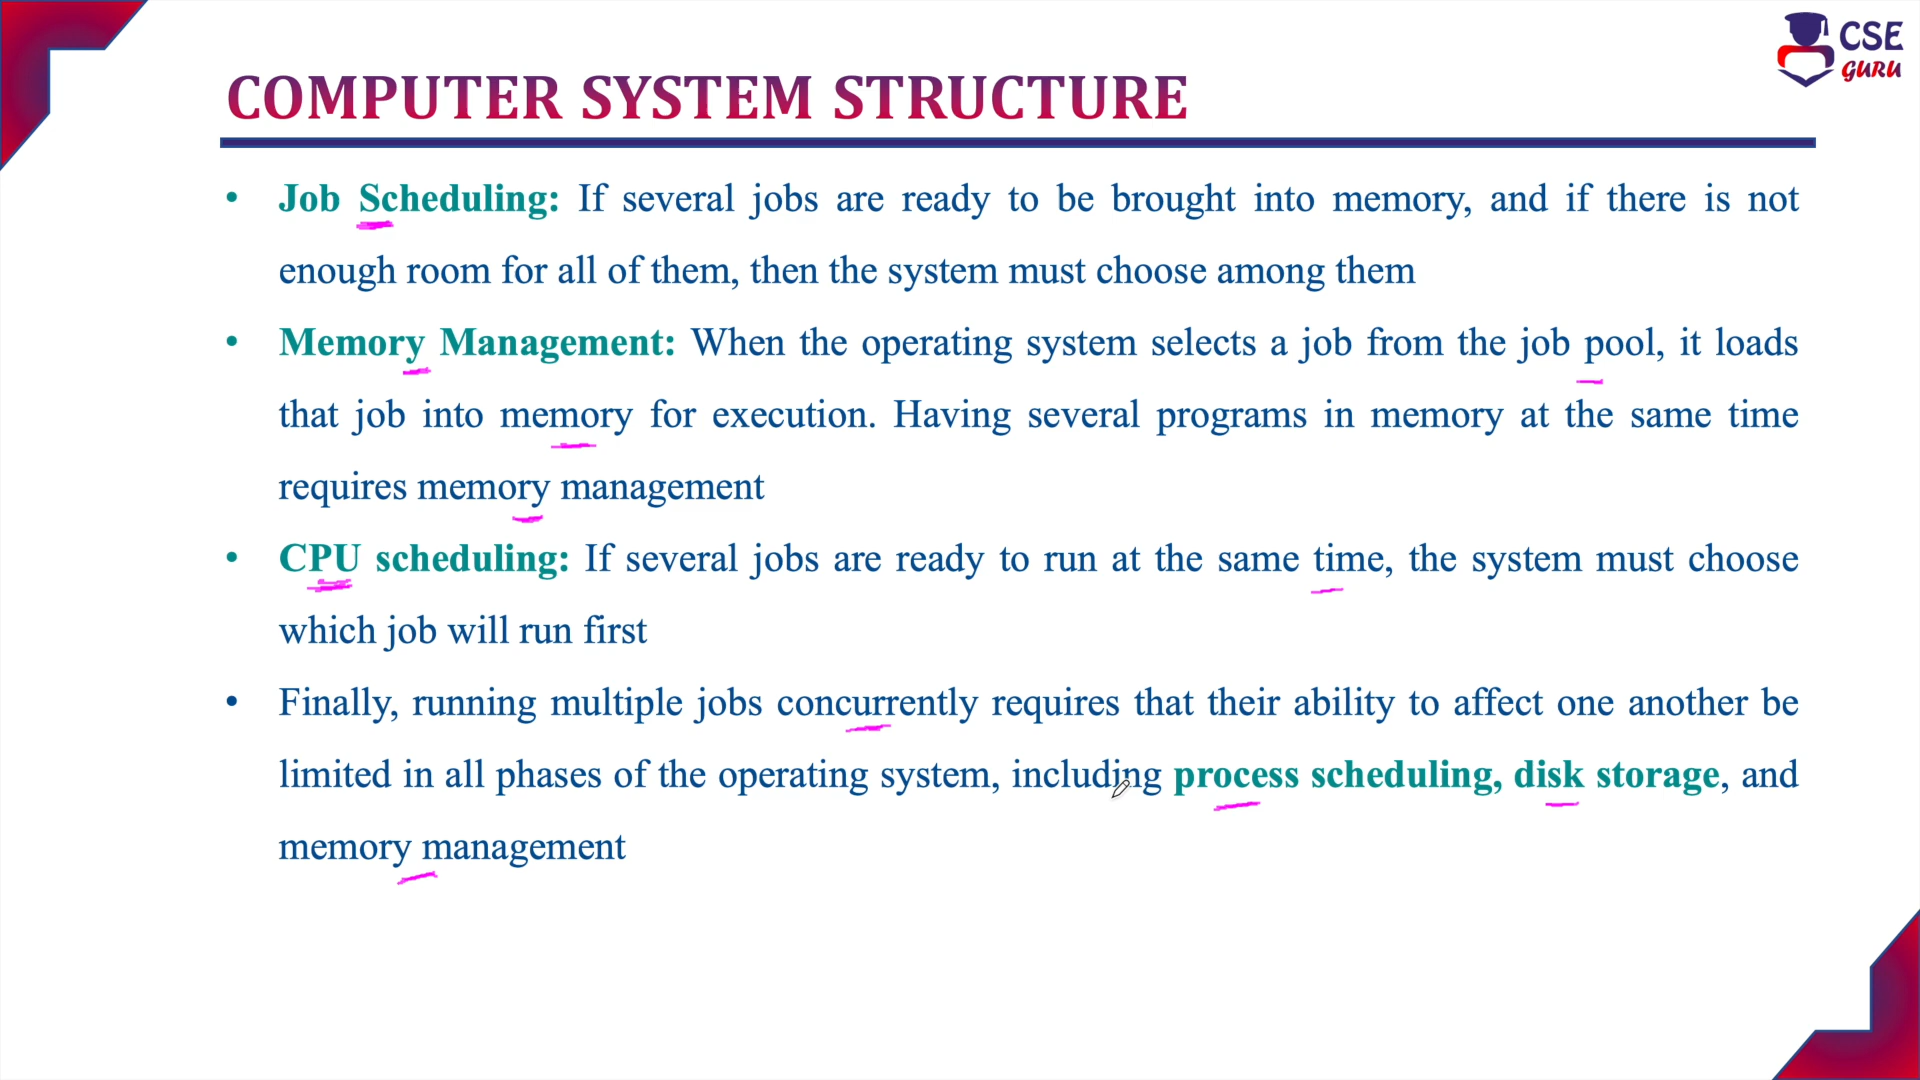 CSE
GURU
COMPUTER SYSTEM STRUCTURE
• Job Scheduling: If several jobs are ready to be brought into memory, and if there is not
enough room for all of them, then the system must choose among them
• Memory Management: When the operating system selects a job from the job pool, it loads
that job into memory for execution. Having several programs in memory at the same time
requires memory management
• CPU scheduling: If several jobs are ready to run at the same time, the system must choose
which job will run first
• Finally, running multiple jobs concurrently requires that their ability to affect one another be
limited in all phases of the operating system, including process scheduling, disk storage, and
memory management